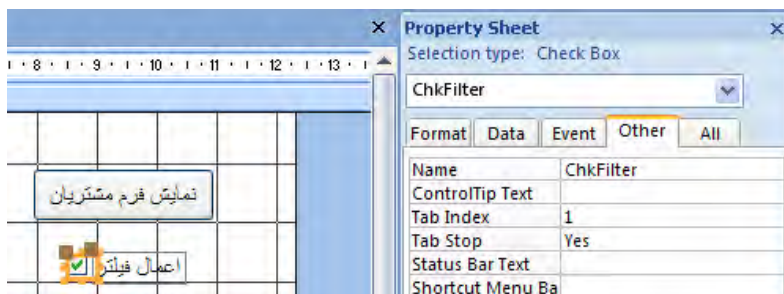 Property Sheet
Selection type: Check Box
ChkFilter
Format Data Event Other All
Name ChkFilter
ControlTip Text
Tab Index 1
Tab Stop Yes
Status Bar Text
Shortcut Menu Ba
8 9 10 11 12 13
نمایش فرم مشتریان
اعمال فیلتر